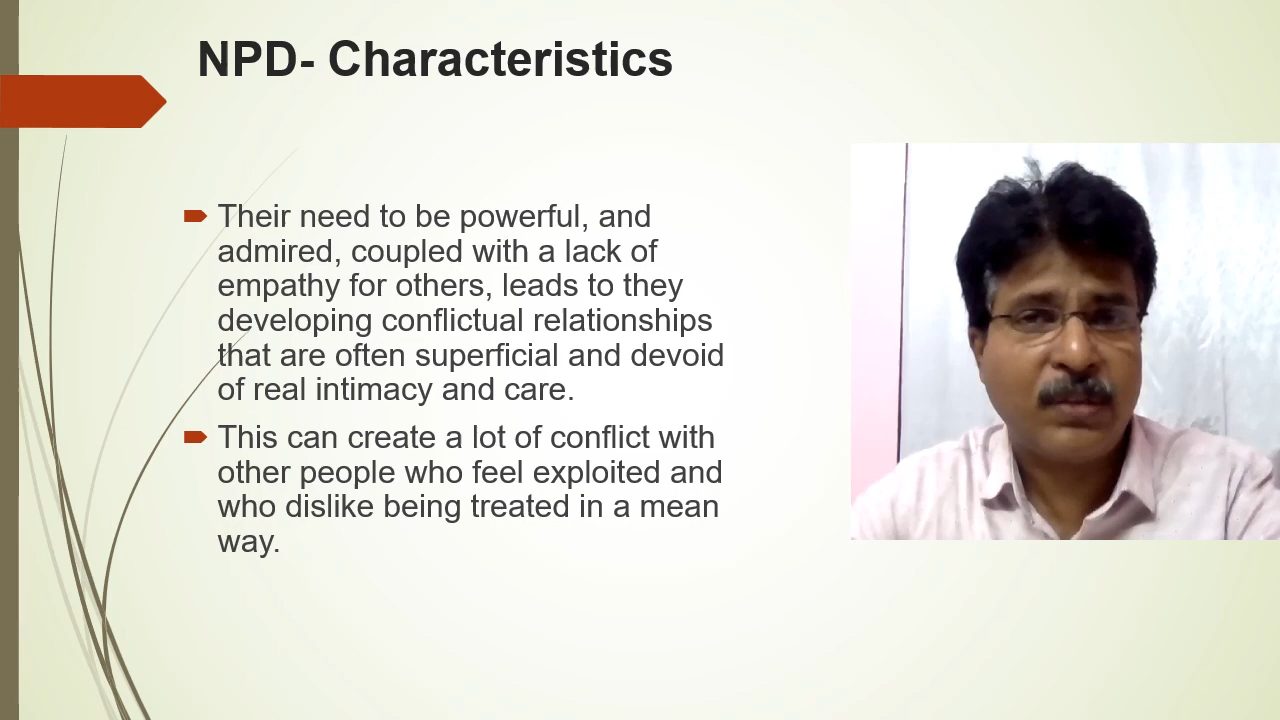 NPD- Characteristics
Their need to be powerful, and
admired, coupled with a lack of
empathy for others, leads to they
developing conflictual relationships
that are often superficial and devoid
of real intimacy and care.
This can create a lot of conflict with
other people who feel exploited and
who dislike being treated in a mean
way.